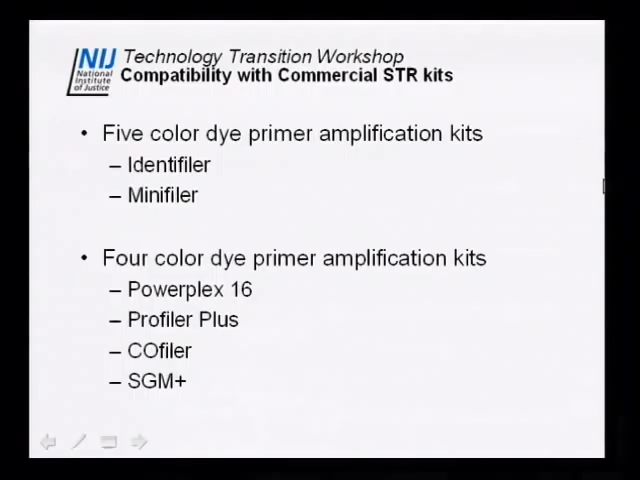 NIJ
National
Institute
of Justice
Technology Transition Workshop
Compatibility with Commercial STR kits
• Five color dye primer amplification kits
– Identifiler
– Minifiler
• Four color dye primer amplification kits
– Powerplex 16
– Profiler Plus
– COfiler
– SGM+